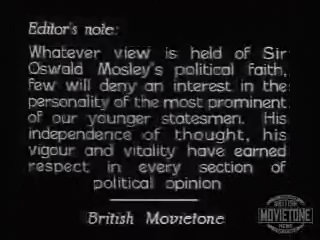 Editor's note:
Whatever view is held of Sir
Oswald Mosley's political faith,
few will deny an interest in the
personality of the most prominent
of our younger statesmen. His
independence of thought, his
vigour and vitality have earned
respect in every section of
political opinion
British Movietone
BRITISH
MOVIETONE
NEWS